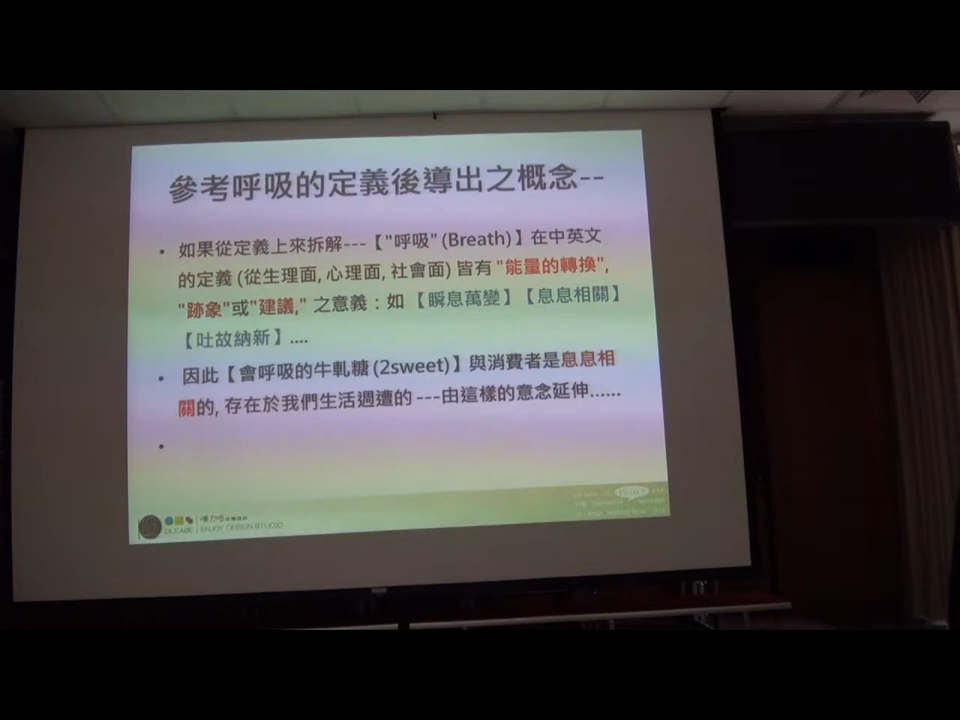 參考呼吸的定義後導出之概念--
• 如果從定義上來拆解---【"呼吸" (Breath)】在中英文
的定義 (從生理面, 心理面, 社會面) 皆有 "能量的轉換",
"跡象"或"建議," 之意義：如 【瞬息萬變】【息息相關】
【吐故納新】....
• 因此【會呼吸的牛軋糖 (2sweet)】與消費者是息息相
關的, 存在於我們生活週遭的 ---由這樣的意念延伸......
•
ENJOY DESIGN STUDIO